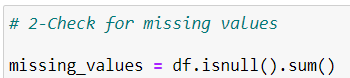 # 2-Check for missing values
missing_values = df.isnull().sum()